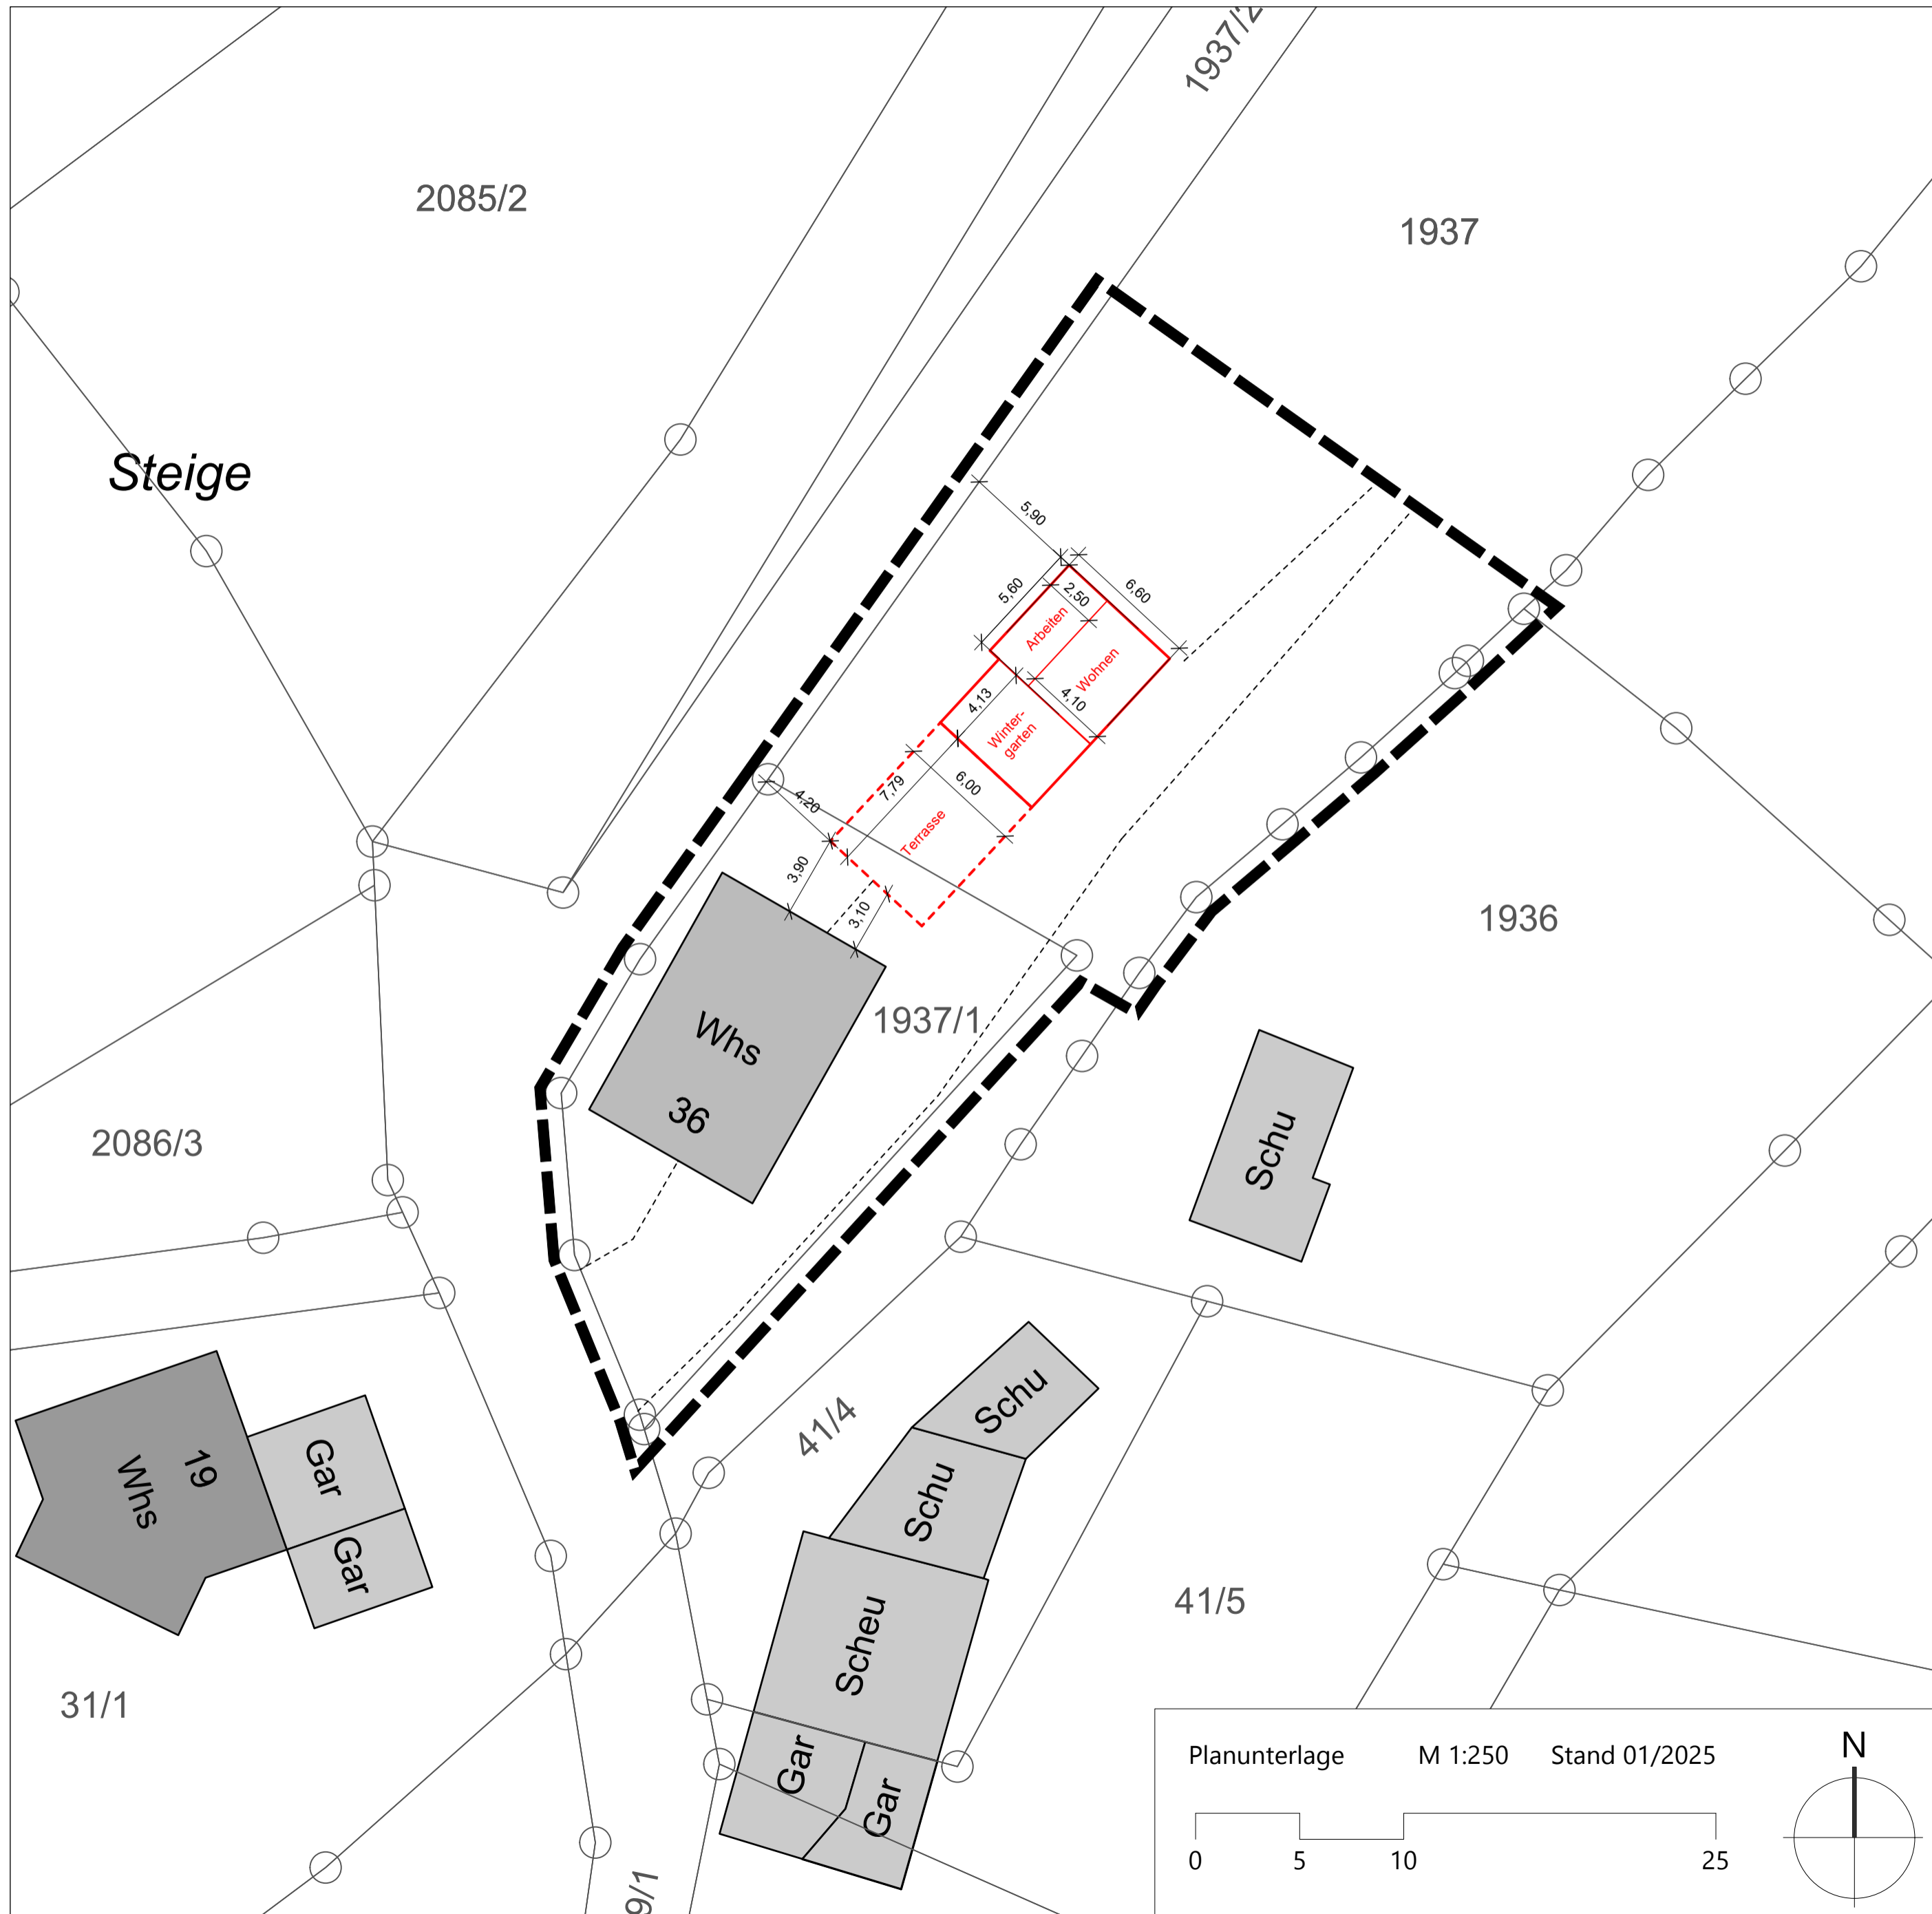 1937/2
2085/2
1937
Steige
5,90
5,60
2,50
6,60
Arbeiten
Wohnen
4,13
4,10
Winter-
garten
4,20
7,79
6,00
Terrasse
3,90
3,10
1936
1937/1
Whs
36
2086/3
Schu
41/4
Schu
Schu
19
Whs
Gar
Gar
Scheu
41/5
31/1
Gar
Gar
9/1
Planunterlage M 1:250 Stand 01/2025
N
0 5 10 25